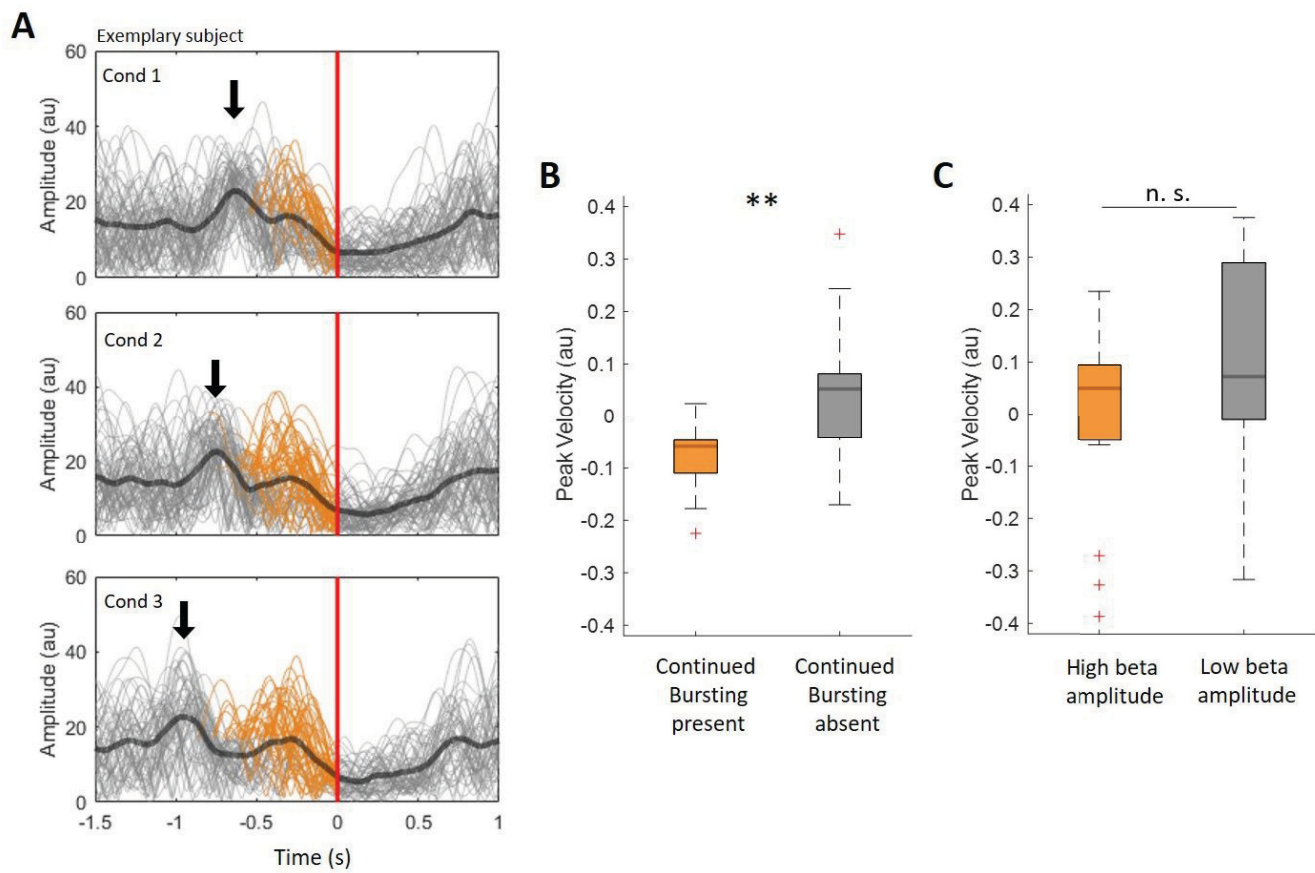 A
Exemplary subject
60
40
20
0
Amplitude (au)
Cond 1
60
40
20
0
Amplitude (au)
Cond 2
60
40
20
0
Amplitude (au)
Cond 3
-1.5 -1 -0.5 0 0.5 1
Time (s)
B
**
0.4
0.3
0.2
0.1
0
-0.1
-0.2
-0.3
-0.4
Peak Velocity (au)
Continued
Bursting
present
Continued
Bursting
absent
C
n. s.
0.4
0.3
0.2
0.1
0
-0.1
-0.2
-0.3
-0.4
Peak Velocity (au)
High beta
amplitude
Low beta
amplitude